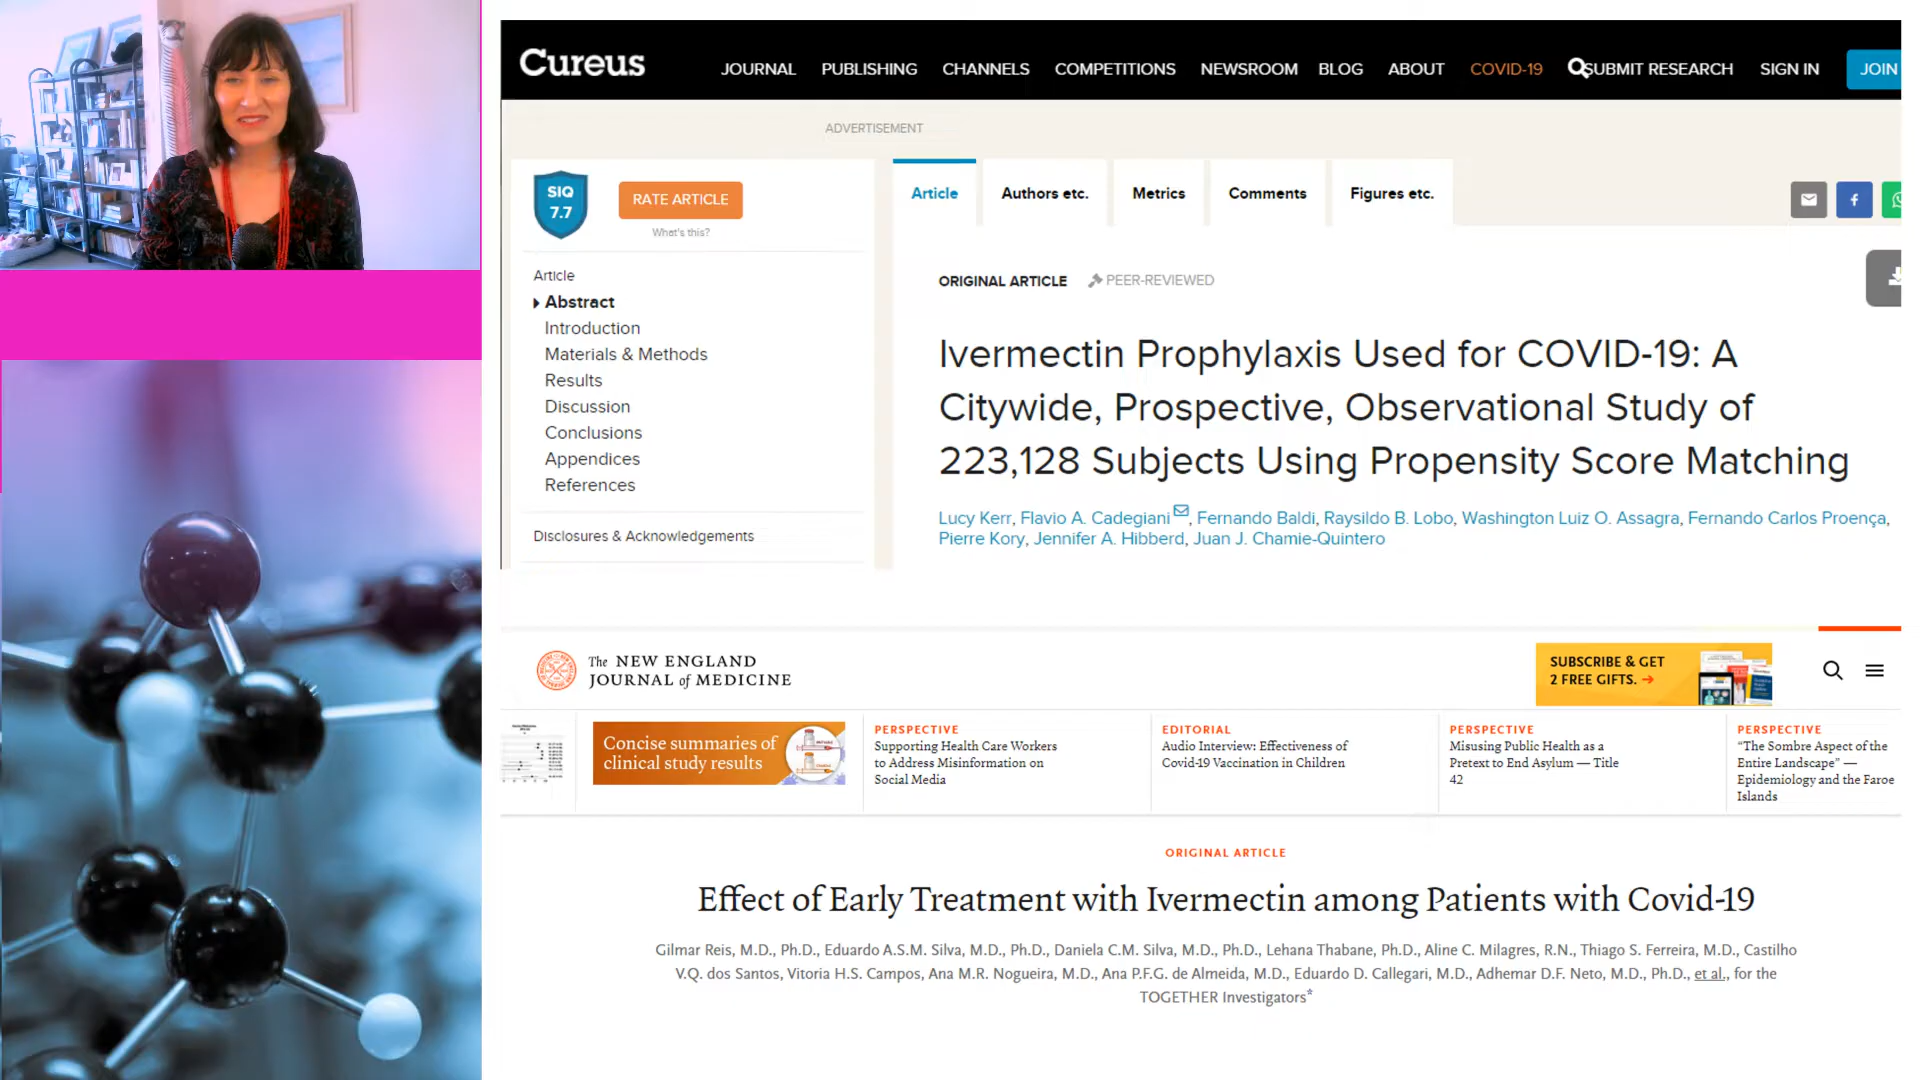 Cureus
JOURNAL PUBLISHING CHANNELS COMPETITIONS NEWSROOM BLOG ABOUT COVID-19 SUBMIT RESEARCH SIGN IN JOIN
ADVERTISEMENT
SIQ
7.7
RATE ARTICLE
What's this?
Article
Abstract
Introduction
Materials & Methods
Results
Discussion
Conclusions
Appendices
References
Disclosures & Acknowledgements
Article Authors etc. Metrics Comments Figures etc.
ORIGINAL ARTICLE PEER-REVIEWED
Ivermectin Prophylaxis Used for COVID-19: A
Citywide, Prospective, Observational Study of
223,128 Subjects Using Propensity Score Matching
Lucy Kerr, Flavio A. Cadegiani, Fernando Baldi, Raysildo B. Lobo, Washington Luiz O. Assagra, Fernando Carlos Proença,
Pierre Kory, Jennifer A. Hibberd, Juan J. Chamie-Quintero
The NEW ENGLAND
JOURNAL of MEDICINE
SUBSCRIBE & GET
2 FREE GIFTS. →
Concise summaries of
clinical study results
PERSPECTIVE
Supporting Health Care Workers
to Address Misinformation on
Social Media
EDITORIAL
Audio Interview: Effectiveness of
Covid-19 Vaccination in Children
PERSPECTIVE
Misusing Public Health as a
Pretext to End Asylum — Title
42
PERSPECTIVE
“The Sombre Aspect of the
Entire Landscape” —
Epidemiology and the Faroe
Islands
ORIGINAL ARTICLE
Effect of Early Treatment with Ivermectin among Patients with Covid-19
Gilmar Reis, M.D., Ph.D., Eduardo A.S.M. Silva, M.D., Ph.D., Daniela C.M. Silva, M.D., Ph.D., Lehana Thabane, Ph.D., Aline C. Milagres, R.N., Thiago S. Ferreira, M.D., Castilho
V.Q. dos Santos, Vitoria H.S. Campos, Ana M.R. Nogueira, M.D., Ana P.F.G. de Almeida, M.D., Eduardo D. Callegari, M.D., Adhemar D.F. Neto, M.D., Ph.D., et al., for the
TOGETHER Investigators*